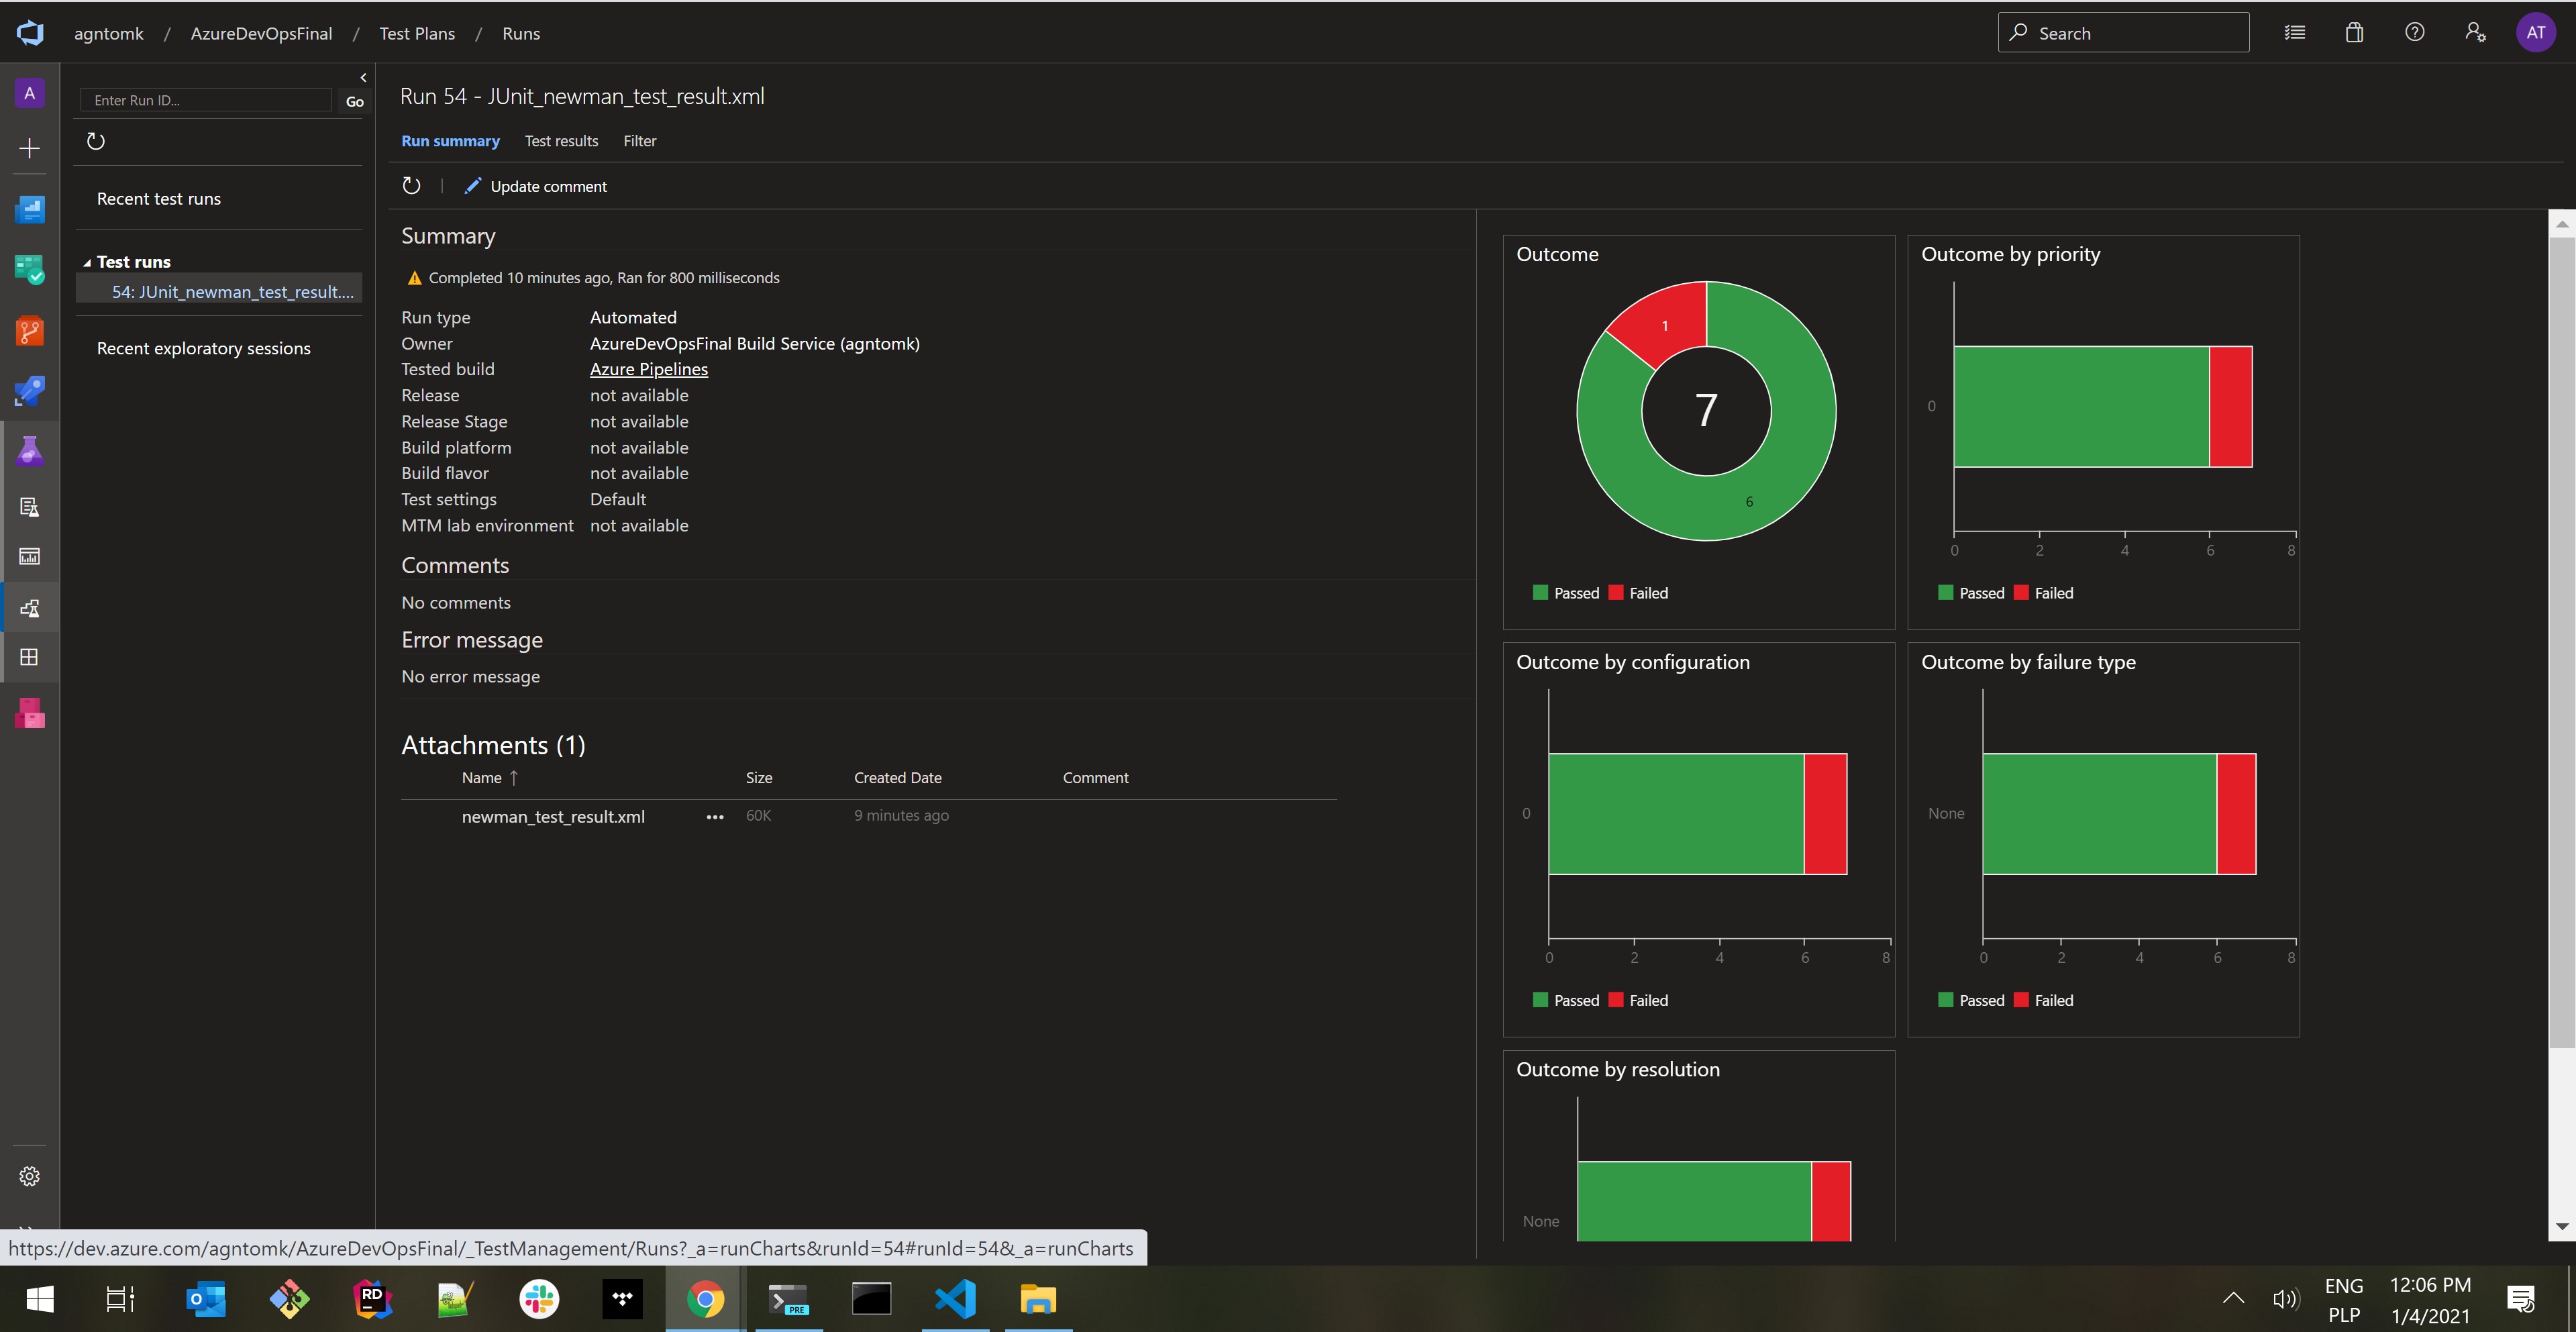 agntomk / AzureDevOpsFinal / Test Plans / Runs
Search
AT
A
Enter Run ID...
Go
Recent test runs
Test runs
54: JUnit_newman_test_result....
Recent exploratory sessions
Run 54 - JUnit_newman_test_result.xml
Run summary Test results Filter
Update comment
Summary
Completed 10 minutes ago, Ran for 800 milliseconds
Run type Automated
Owner AzureDevOpsFinal Build Service (agntomk)
Tested build Azure Pipelines
Release not available
Release Stage not available
Build platform not available
Build flavor not available
Test settings Default
MTM lab environment not available
Comments
No comments
Error message
No error message
Attachments (1)
Name ↑ Size Created Date Comment
newman_test_result.xml ... 60K 9 minutes ago
Outcome
1
7
6
Passed Failed
Outcome by priority
0
0 2 4 6 8
Passed Failed
Outcome by configuration
0
0 2 4 6 8
Passed Failed
Outcome by failure type
None
0 2 4 6 8
Passed Failed
Outcome by resolution
None
https://dev.azure.com/agntomk/AzureDevOpsFinal/_TestManagement/Runs?_a=runCharts&runId=54#runId=54&_a=runCharts
RD
PRE
ENG
PLP
12:06 PM
1/4/2021